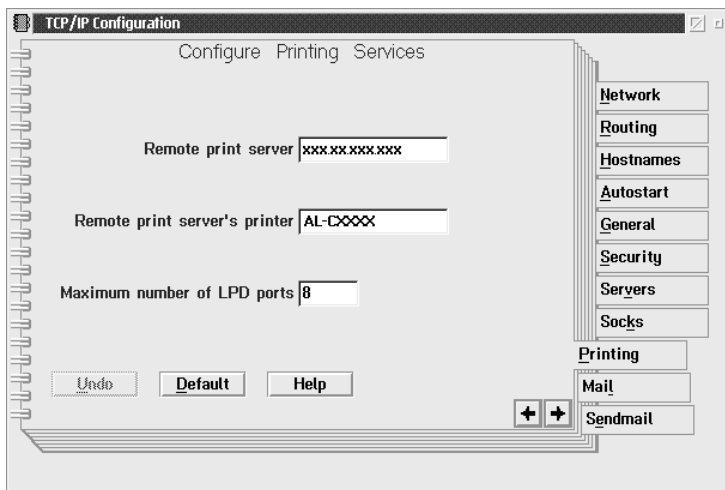 TCP/IP Configuration
Configure Printing Services
Remote print server xxx.xx.xxx.xxx
Remote print server's printer AL-CXXXX
Maximum number of LPD ports 8
Undo Default Help
Network
Routing
Hostnames
Autostart
General
Security
Servers
Socks
Printing
Mail
Sendmail